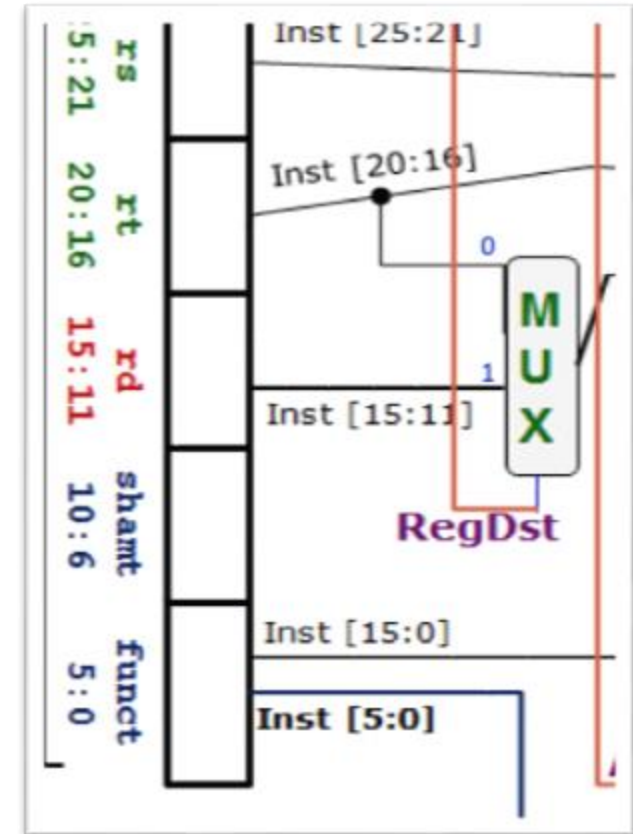 rs
5:21
Inst [25:21]
rt
20:16
Inst [20:16]
0
rd
15:11
1
Inst [15:11]
MUX
RegDst
shamt
10:6
Inst [15:0]
funct
5:0
Inst [5:0]